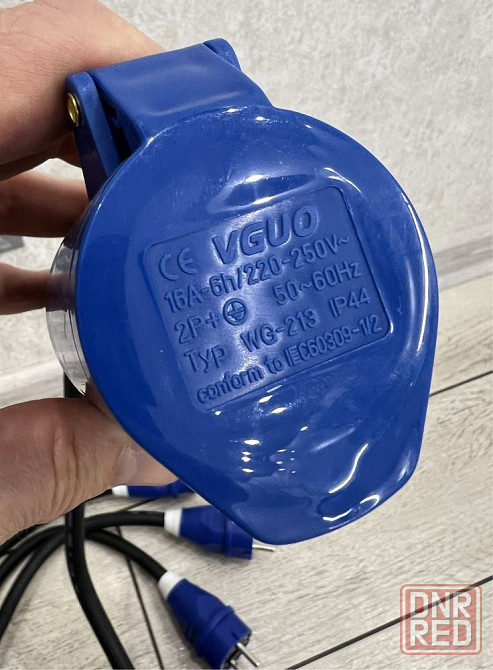 CE VGUO
16A-6h/220-250V~
2P+ 50~60Hz
Typ WG-213 IP44
conform to IEC60309-1/2
DNR
RED